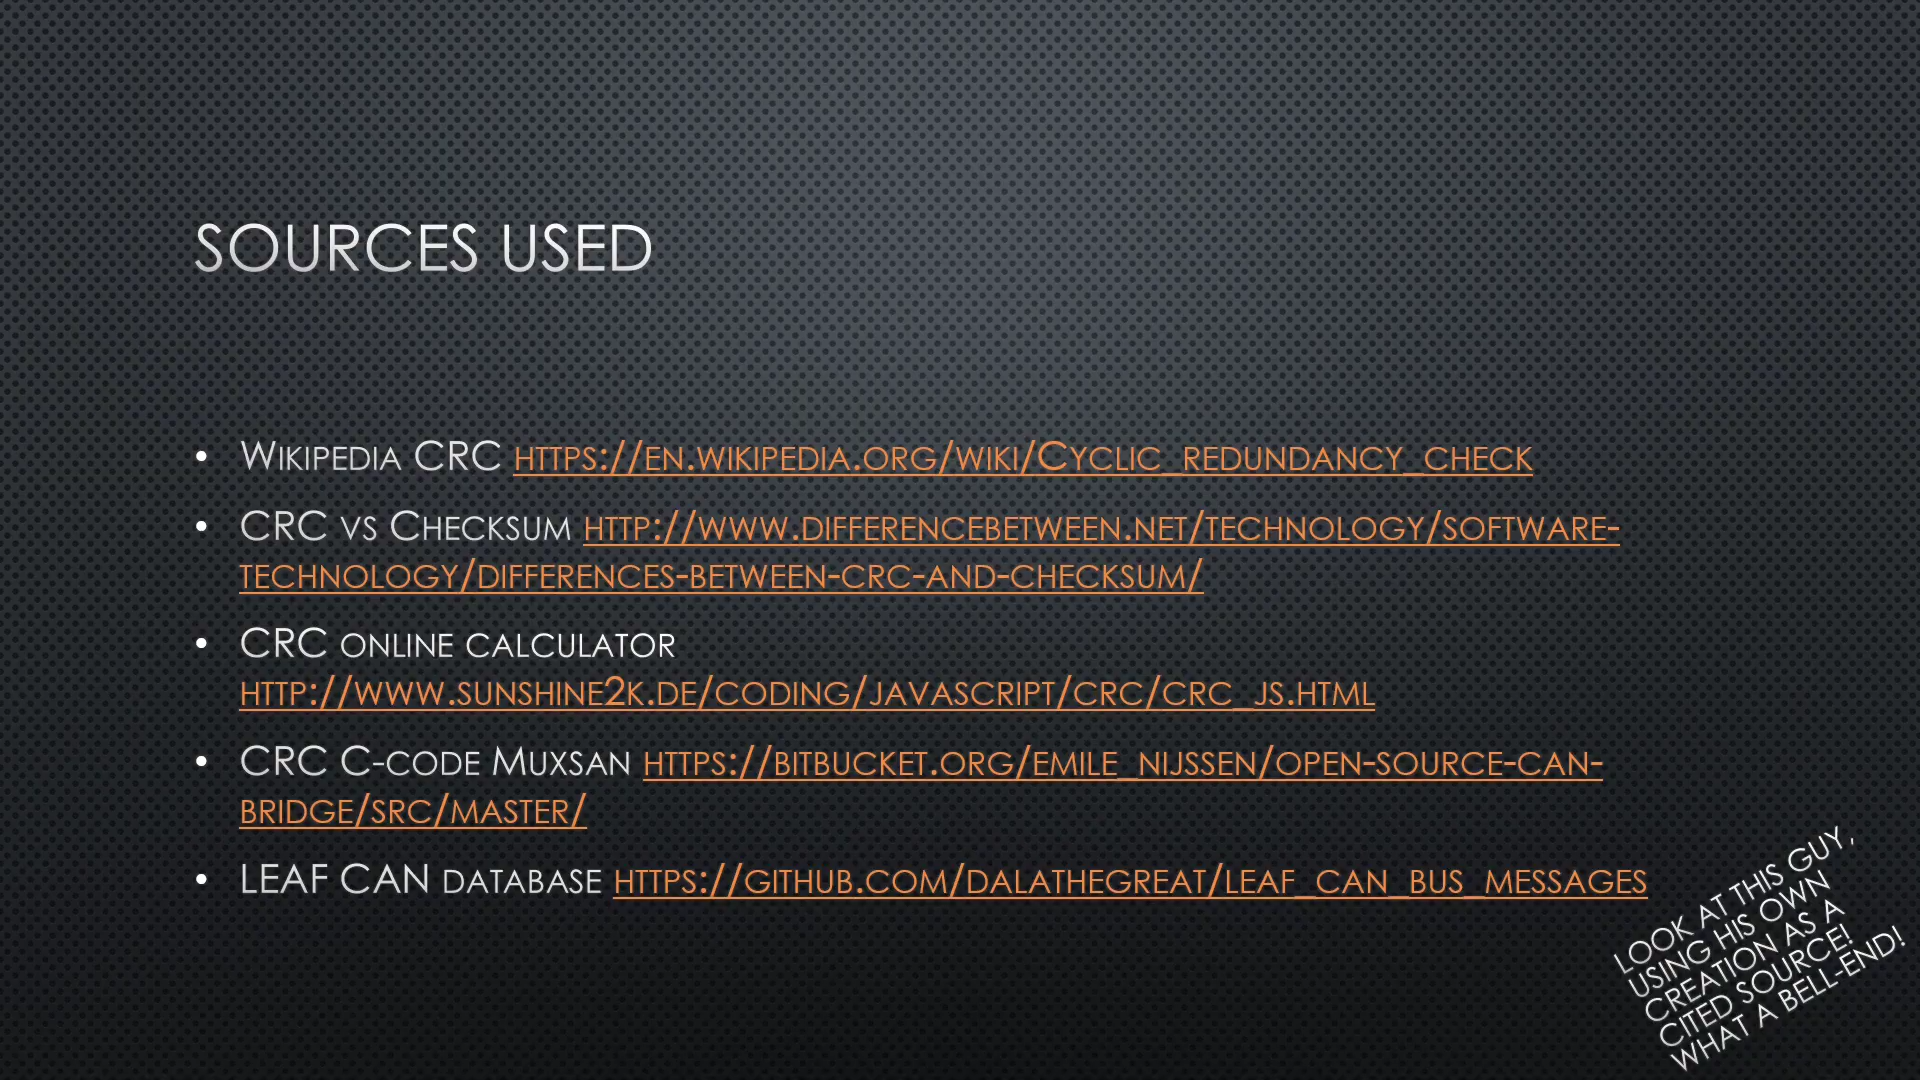 SOURCES USED
• WIKIPEDIA CRC HTTPS://EN.WIKIPEDIA.ORG/WIKI/CYCLIC_REDUNDANCY_CHECK
• CRC VS CHECKSUM HTTP://WWW.DIFFERENCEBETWEEN.NET/TECHNOLOGY/SOFTWARE-
TECHNOLOGY/DIFFERENCES-BETWEEN-CRC-AND-CHECKSUM/
• CRC ONLINE CALCULATOR
HTTP://WWW.SUNSHINE2K.DE/CODING/JAVASCRIPT/CRC/CRC_JS.HTML
• CRC C-CODE MUXSAN HTTPS://BITBUCKET.ORG/EMILE_NIJSSEN/OPEN-SOURCE-CAN-
BRIDGE/SRC/MASTER/
• LEAF CAN DATABASE HTTPS://GITHUB.COM/DALATHEGREAT/LEAF_CAN_BUS_MESSAGES
LOOK AT THIS GUY,
USING HIS OWN
CREATION AS A
CITED SOURCE!
WHAT A BELL-END!